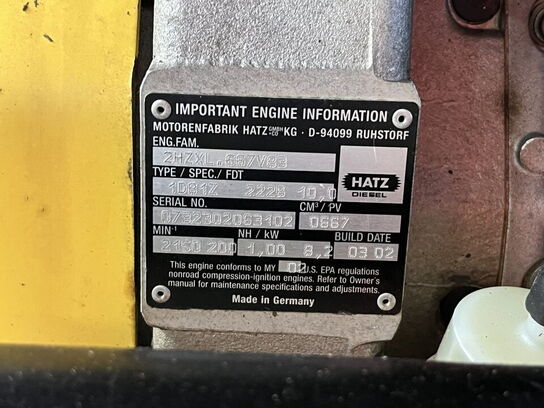 IMPORTANT ENGINE INFORMATION
MOTORENFABRIK HATZ GMBH +CO KG · D-94099 RUHSTORF
ENG.FAM.
2HZXL.667V83
TYPE / SPEC./ FDT
1D81Z 222S 10,0
HATZ
DIESEL
SERIAL NO. CM³/ PV
0732302063102 0667
MIN⁻¹ NH / kW BUILD DATE
2150 200 1,00 8,2 03 02
This engine conforms to MY 02 U.S. EPA regulations
nonroad compression-ignition engines. Refer to Owner's
manual for maintenance specifications and adjustments.
Made in Germany